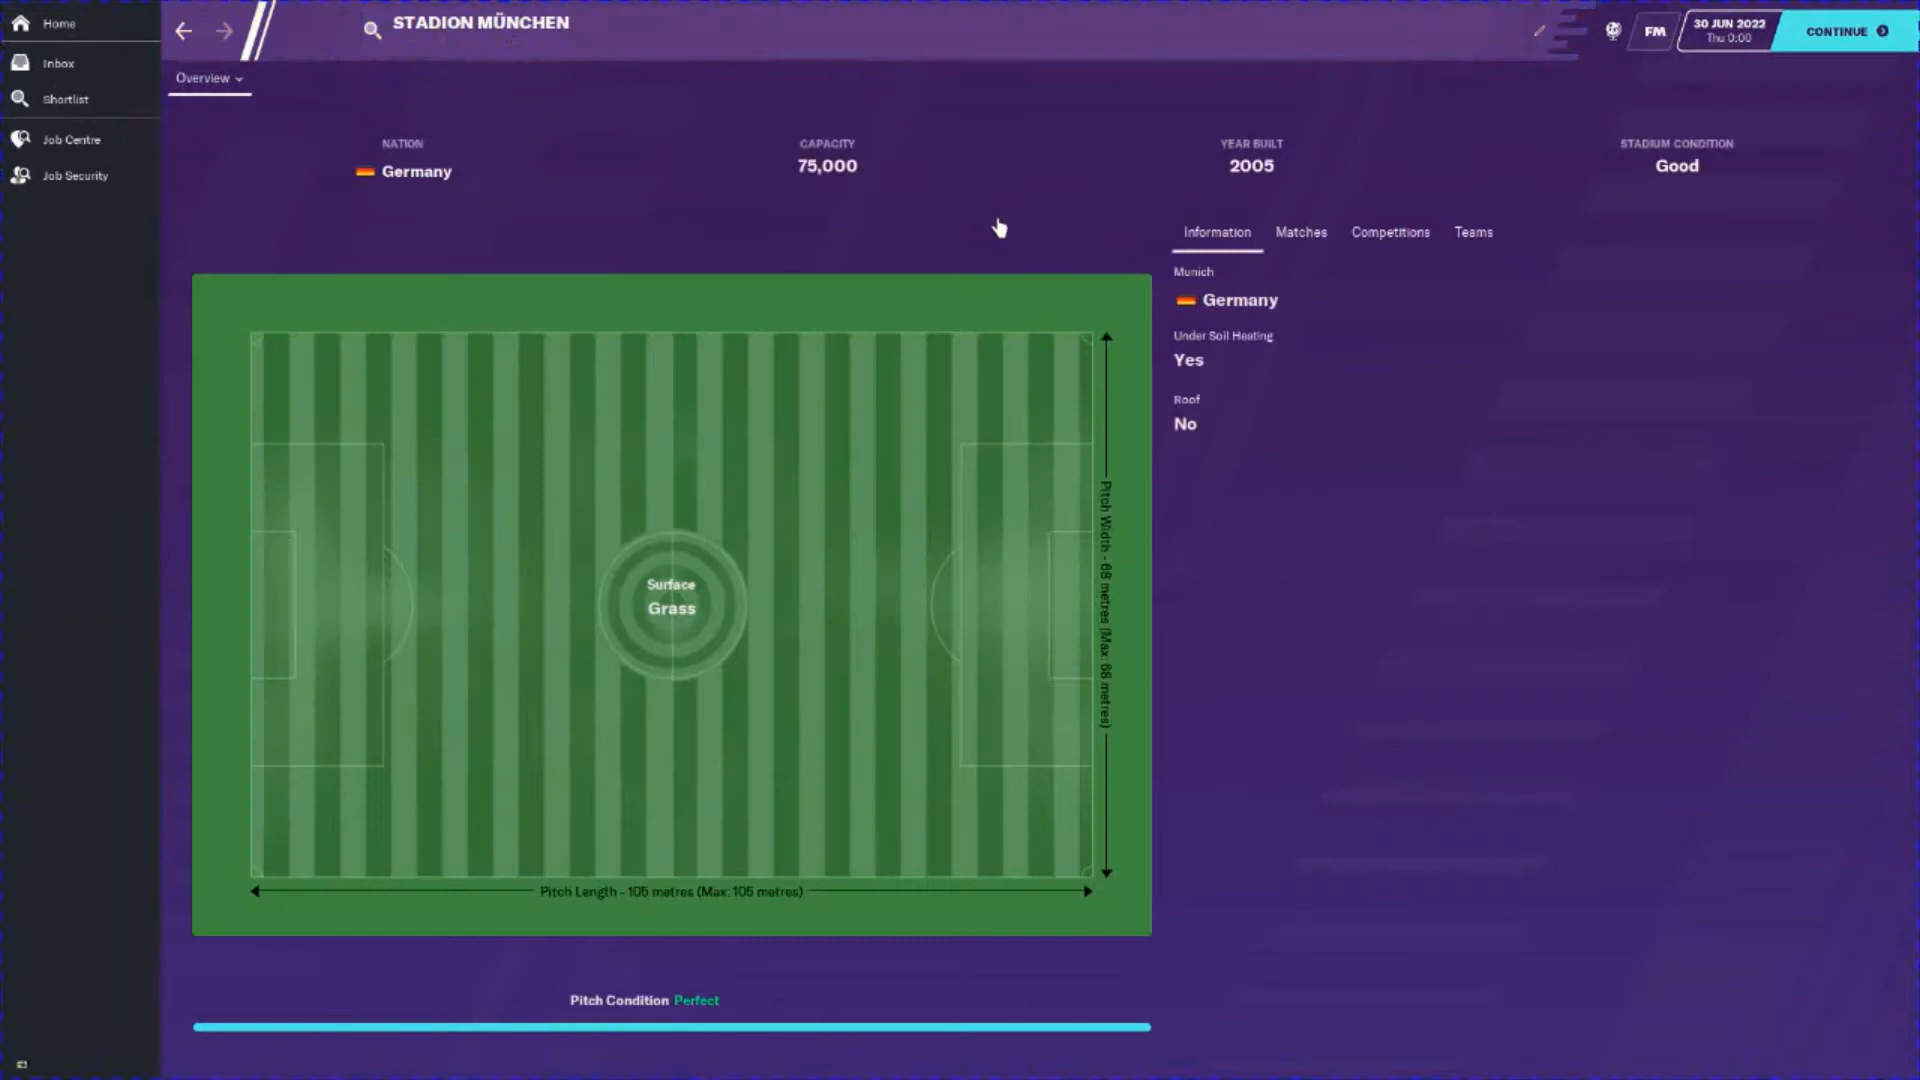 Home
Inbox
Shortlist
Job Centre
Job Security
STADION MÜNCHEN
FM
30 JUN 2022
Thu 0:00
CONTINUE
Overview
NATION
Germany
CAPACITY
75,000
YEAR BUILT
2005
STADIUM CONDITION
Good
Information Matches Competitions Teams
Munich
Germany
Under Soil Heating
Yes
Roof
No
Surface
Grass
Pitch Width - 68 metres (Max: 68 metres)
Pitch Length - 105 metres (Max: 105 metres)
Pitch Condition Perfect